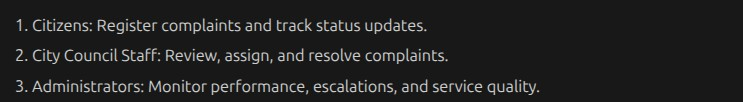 1. Citizens: Register complaints and track status updates.
2. City Council Staff: Review, assign, and resolve complaints.
3. Administrators: Monitor performance, escalations, and service quality.